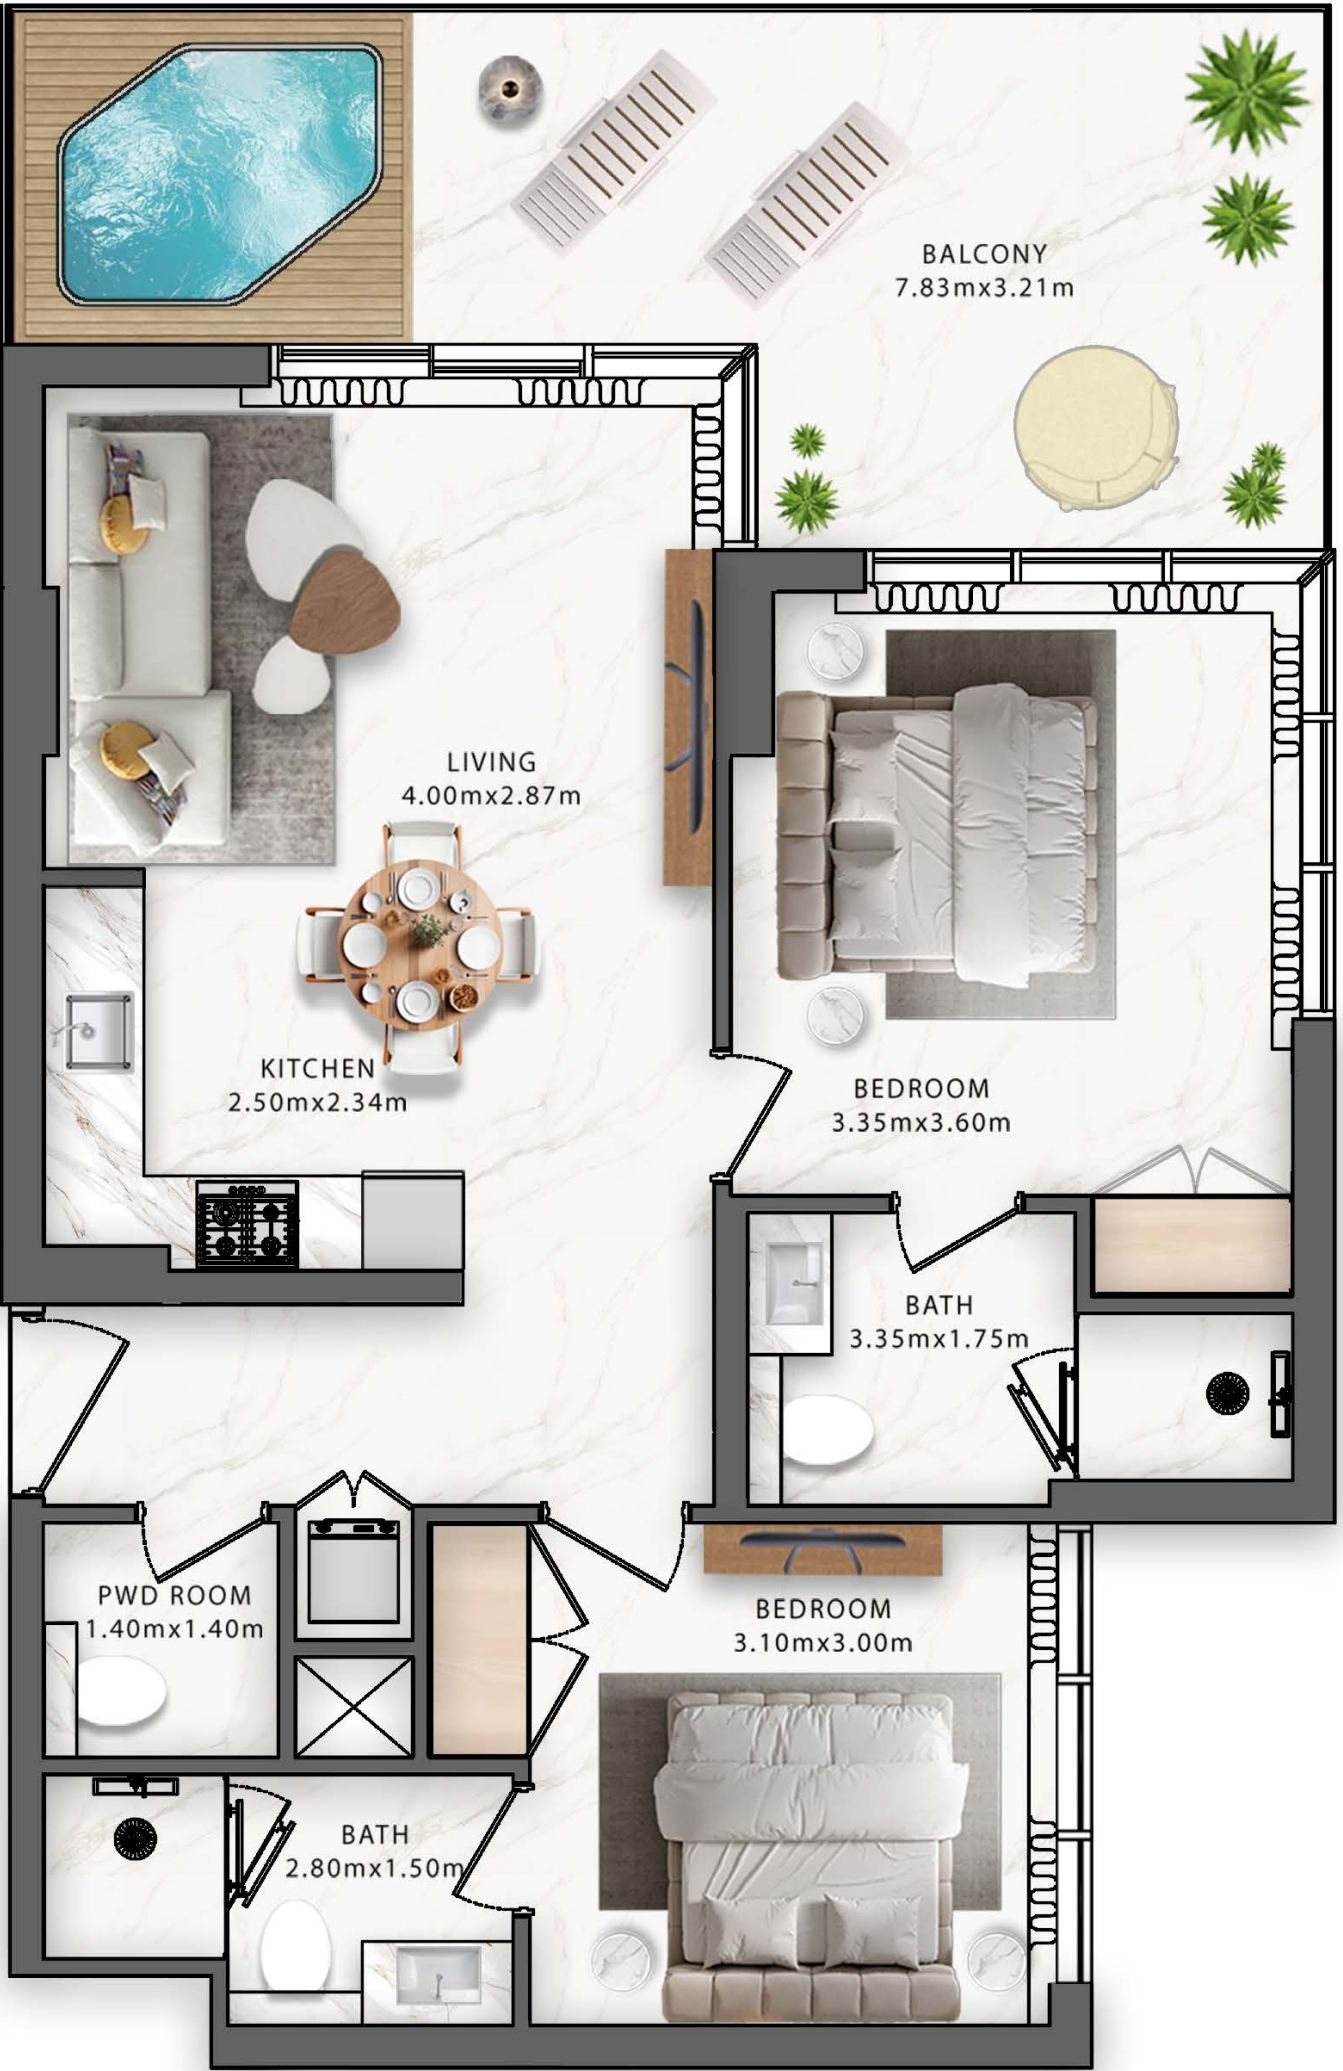 BALCONY
7.83mx3.21m
LIVING
4.00mx2.87m
KITCHEN
2.50mx2.34m
BEDROOM
3.35mx3.60m
BATH
3.35mx1.75m
PWD ROOM
1.40mx1.40m
BEDROOM
3.10mx3.00m
BATH
2.80mx1.50m